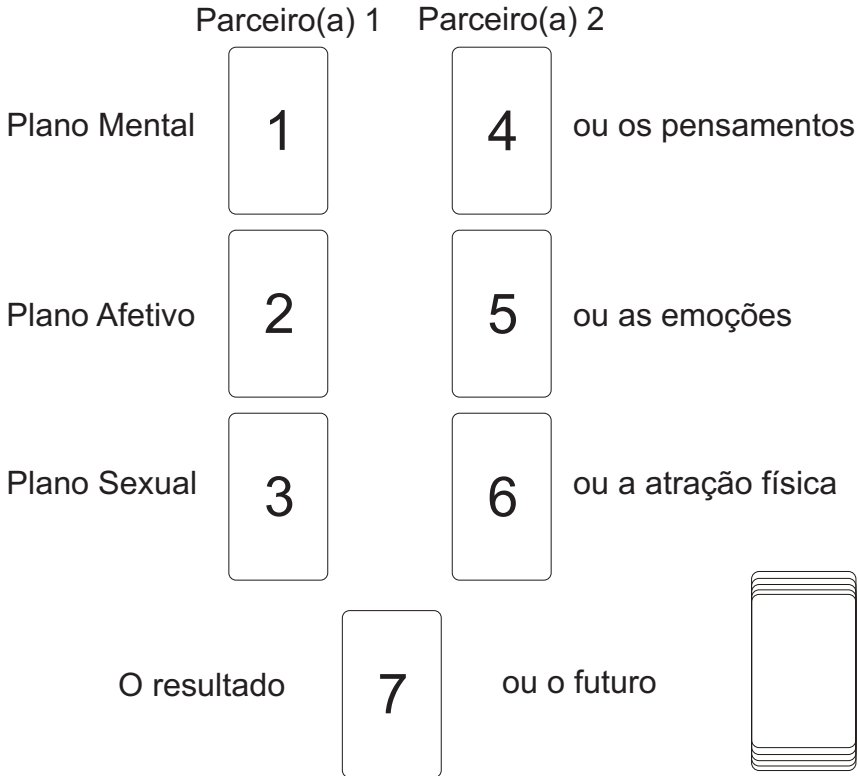 Parceiro(a) 1 Parceiro(a) 2
Plano Mental 1 4 ou os pensamentos
Plano Afetivo 2 5 ou as emoções
Plano Sexual 3 6 ou a atração física
O resultado 7 ou o futuro